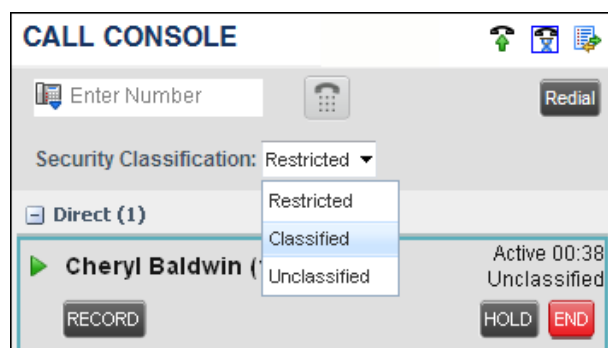 CALL CONSOLE
Enter Number
Redial
Security Classification: Restricted
Restricted
Classified
Unclassified
Direct (1)
Cheryl Baldwin (
Active 00:38
Unclassified
RECORD
HOLD END